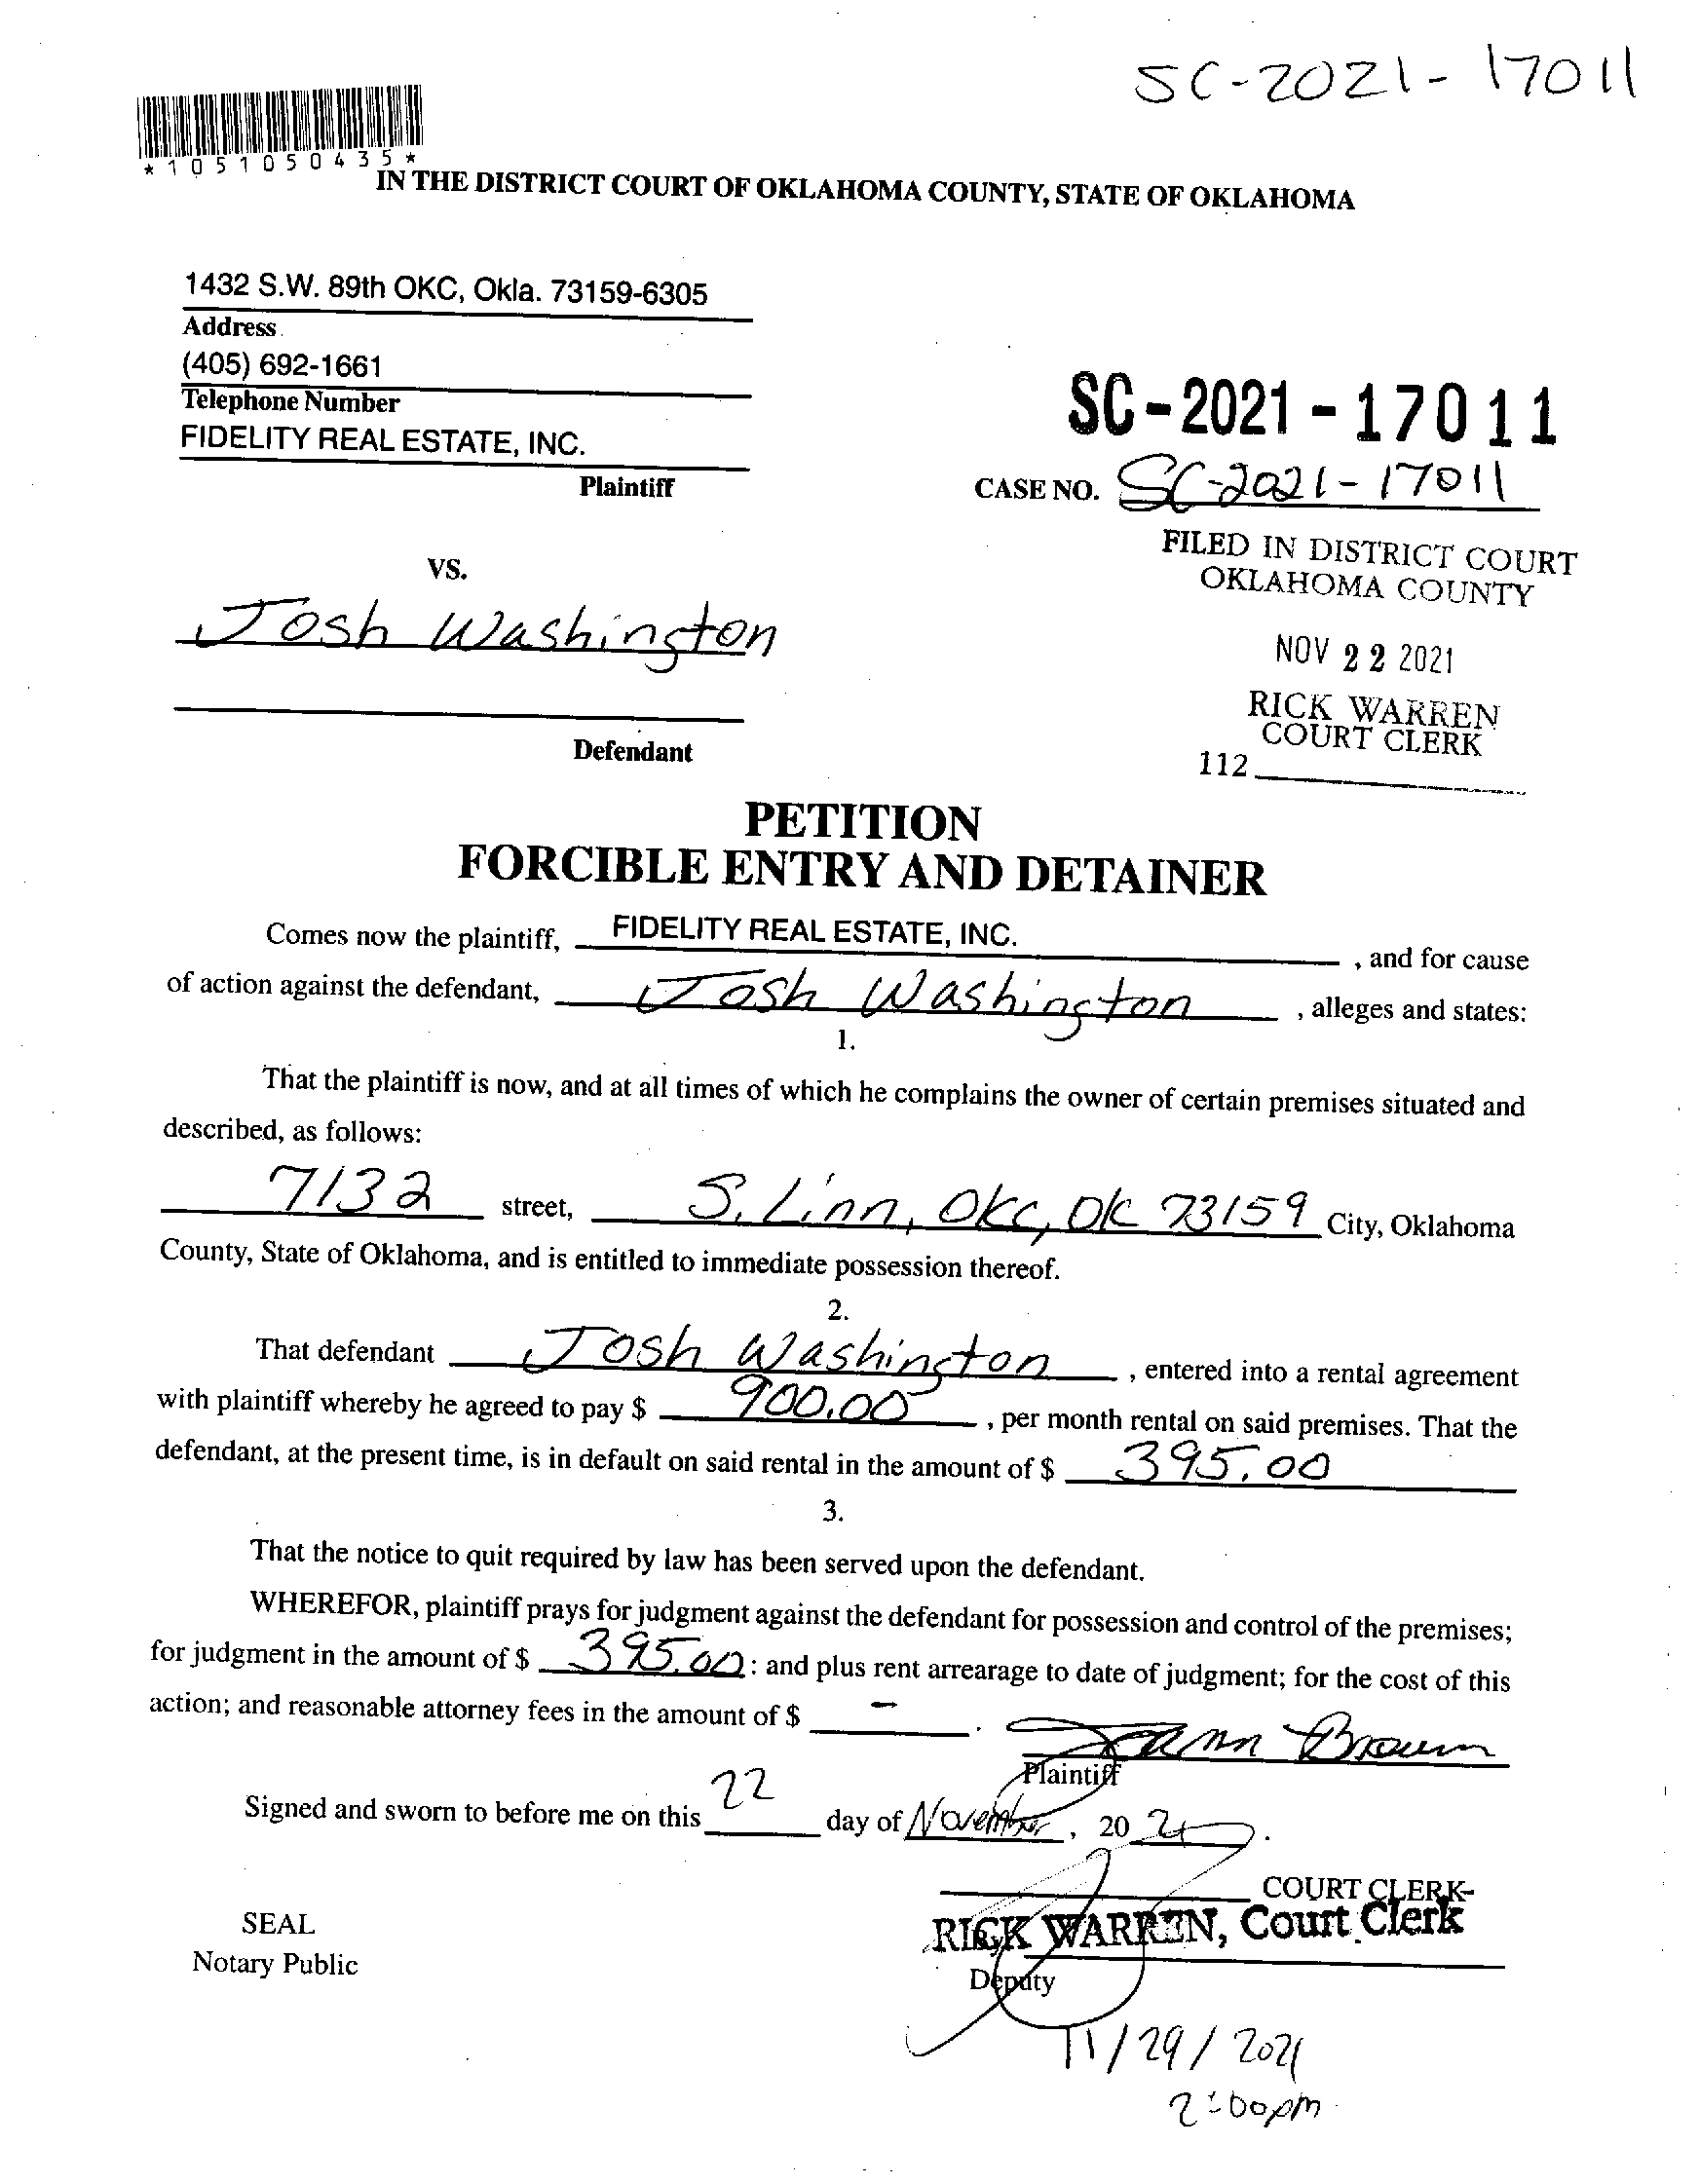 SC-2021-17011
*1051050435*
IN THE DISTRICT COURT OF OKLAHOMA COUNTY, STATE OF OKLAHOMA
1432 S.W. 89th OKC, Okla. 73159-6305
Address
(405) 692-1661
Telephone Number
FIDELITY REAL ESTATE, INC.
Plaintiff
SC-2021-17011
CASE NO. SC-2021-17011
FILED IN DISTRICT COURT
OKLAHOMA COUNTY
VS.
Josh Washington
NOV 22 2021
RICK WARREN
COURT CLERK
Defendant
112
PETITION
FORCIBLE ENTRY AND DETAINER
Comes now the plaintiff, FIDELITY REAL ESTATE, INC. , and for cause
of action against the defendant, Josh Washington , alleges and states:
1.
That the plaintiff is now, and at all times of which he complains the owner of certain premises situated and
described, as follows:
7132 street, S. Linn, OKC, OK 73159 City, Oklahoma
County, State of Oklahoma, and is entitled to immediate possession thereof.
2.
That defendant Josh Washington , entered into a rental agreement
with plaintiff whereby he agreed to pay $ 900.00 , per month rental on said premises. That the
defendant, at the present time, is in default on said rental in the amount of $ 395.00
3.
That the notice to quit required by law has been served upon the defendant.
WHEREFOR, plaintiff prays for judgment against the defendant for possession and control of the premises;
for judgment in the amount of $ 395.00: and plus rent arrearage to date of judgment; for the cost of this
action; and reasonable attorney fees in the amount of $ - .
Joann Brown
Plaintiff
Signed and sworn to before me on this 22 day of November, 20 21.
COURT CLERK-
SEAL
RICK WARREN, Court Clerk
Notary Public
Deputy
11/29/2021
2:00pm